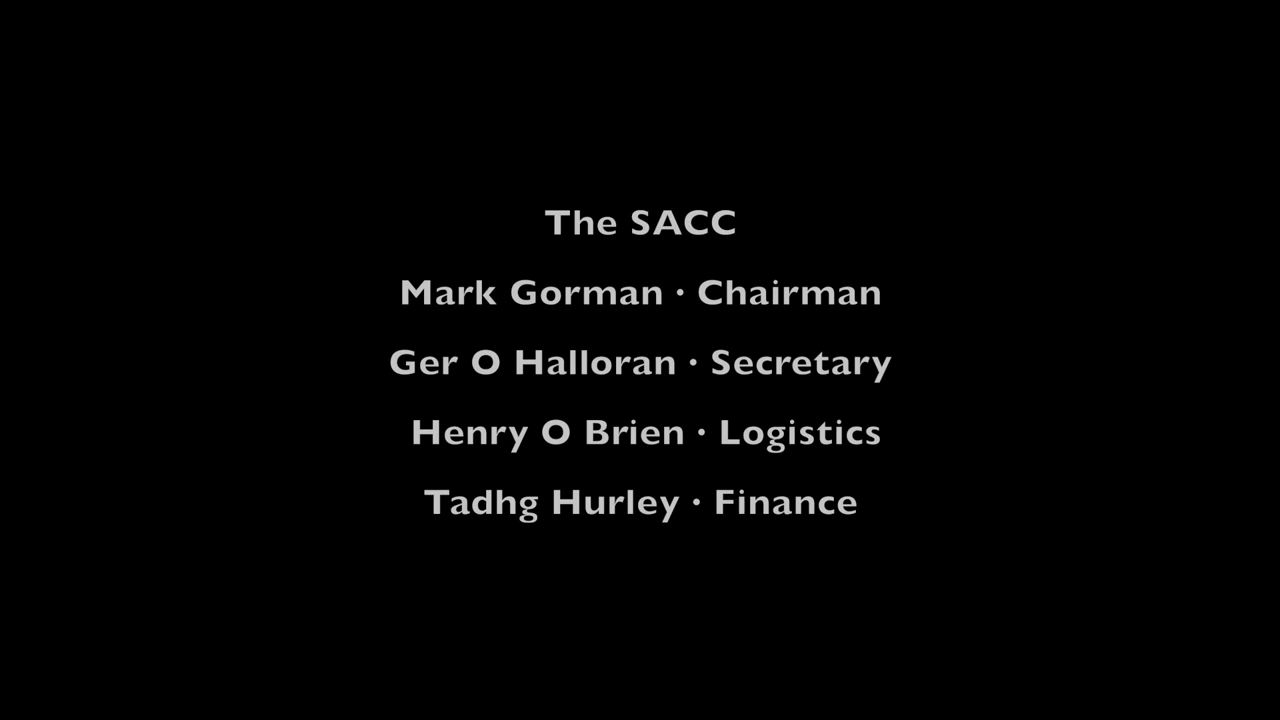 The SACC
Mark Gorman · Chairman
Ger O Halloran · Secretary
Henry O Brien · Logistics
Tadhg Hurley · Finance